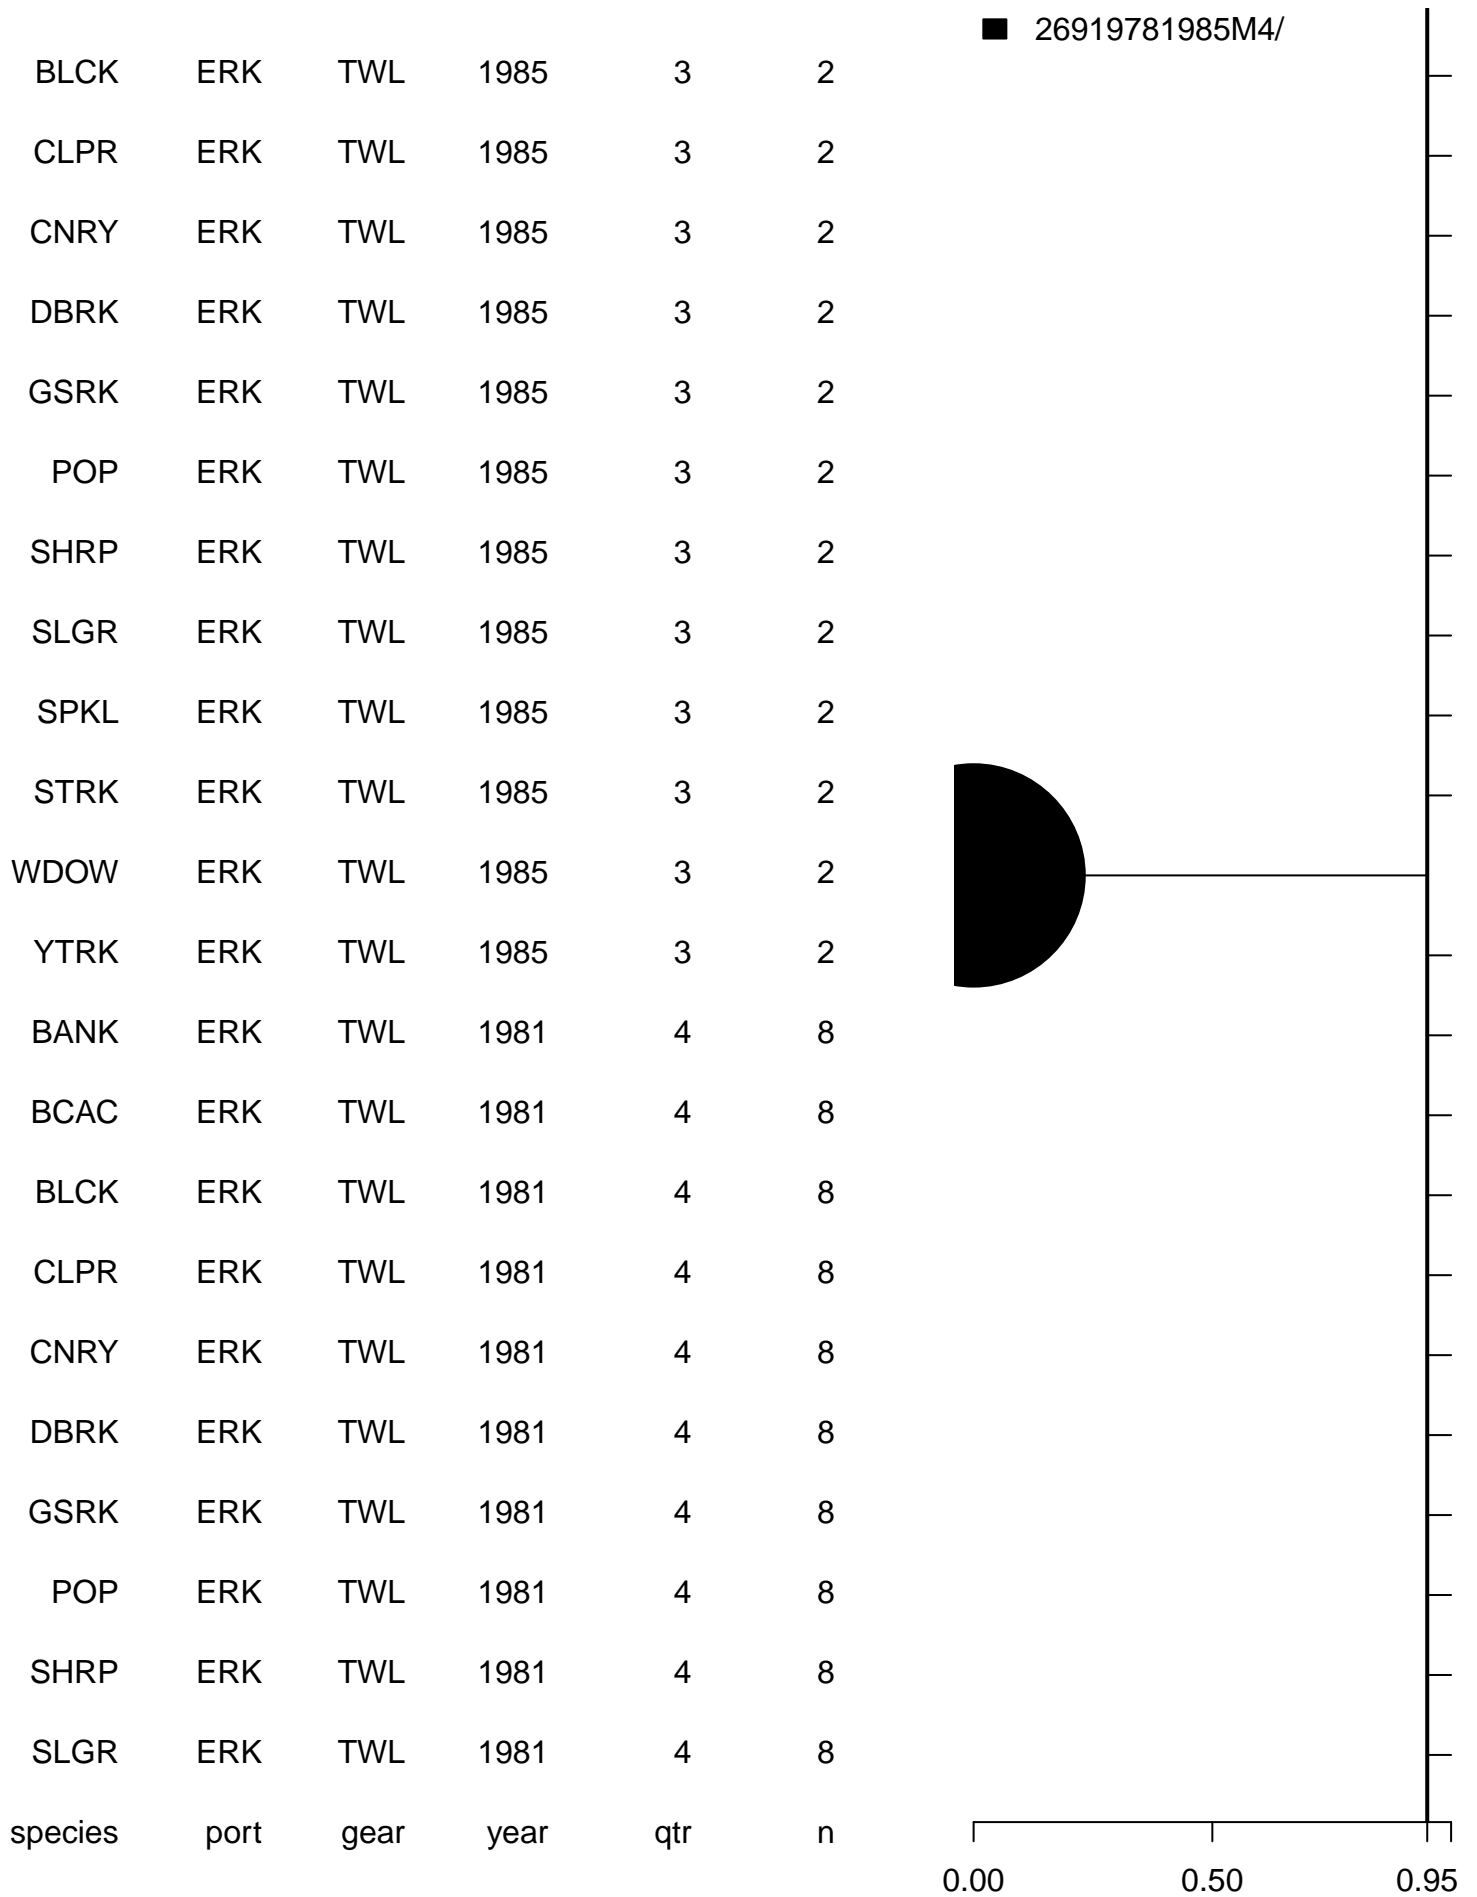 26919781985M4/
BLCK ERK TWL 1985 3 2
CLPR ERK TWL 1985 3 2
CNRY ERK TWL 1985 3 2
DBRK ERK TWL 1985 3 2
GSRK ERK TWL 1985 3 2
POP ERK TWL 1985 3 2
SHRP ERK TWL 1985 3 2
SLGR ERK TWL 1985 3 2
SPKL ERK TWL 1985 3 2
STRK ERK TWL 1985 3 2
WDOW ERK TWL 1985 3 2
YTRK ERK TWL 1985 3 2
BANK ERK TWL 1981 4 8
BCAC ERK TWL 1981 4 8
BLCK ERK TWL 1981 4 8
CLPR ERK TWL 1981 4 8
CNRY ERK TWL 1981 4 8
DBRK ERK TWL 1981 4 8
GSRK ERK TWL 1981 4 8
POP ERK TWL 1981 4 8
SHRP ERK TWL 1981 4 8
SLGR ERK TWL 1981 4 8
species port gear year qtr n
0.00 0.50 0.95